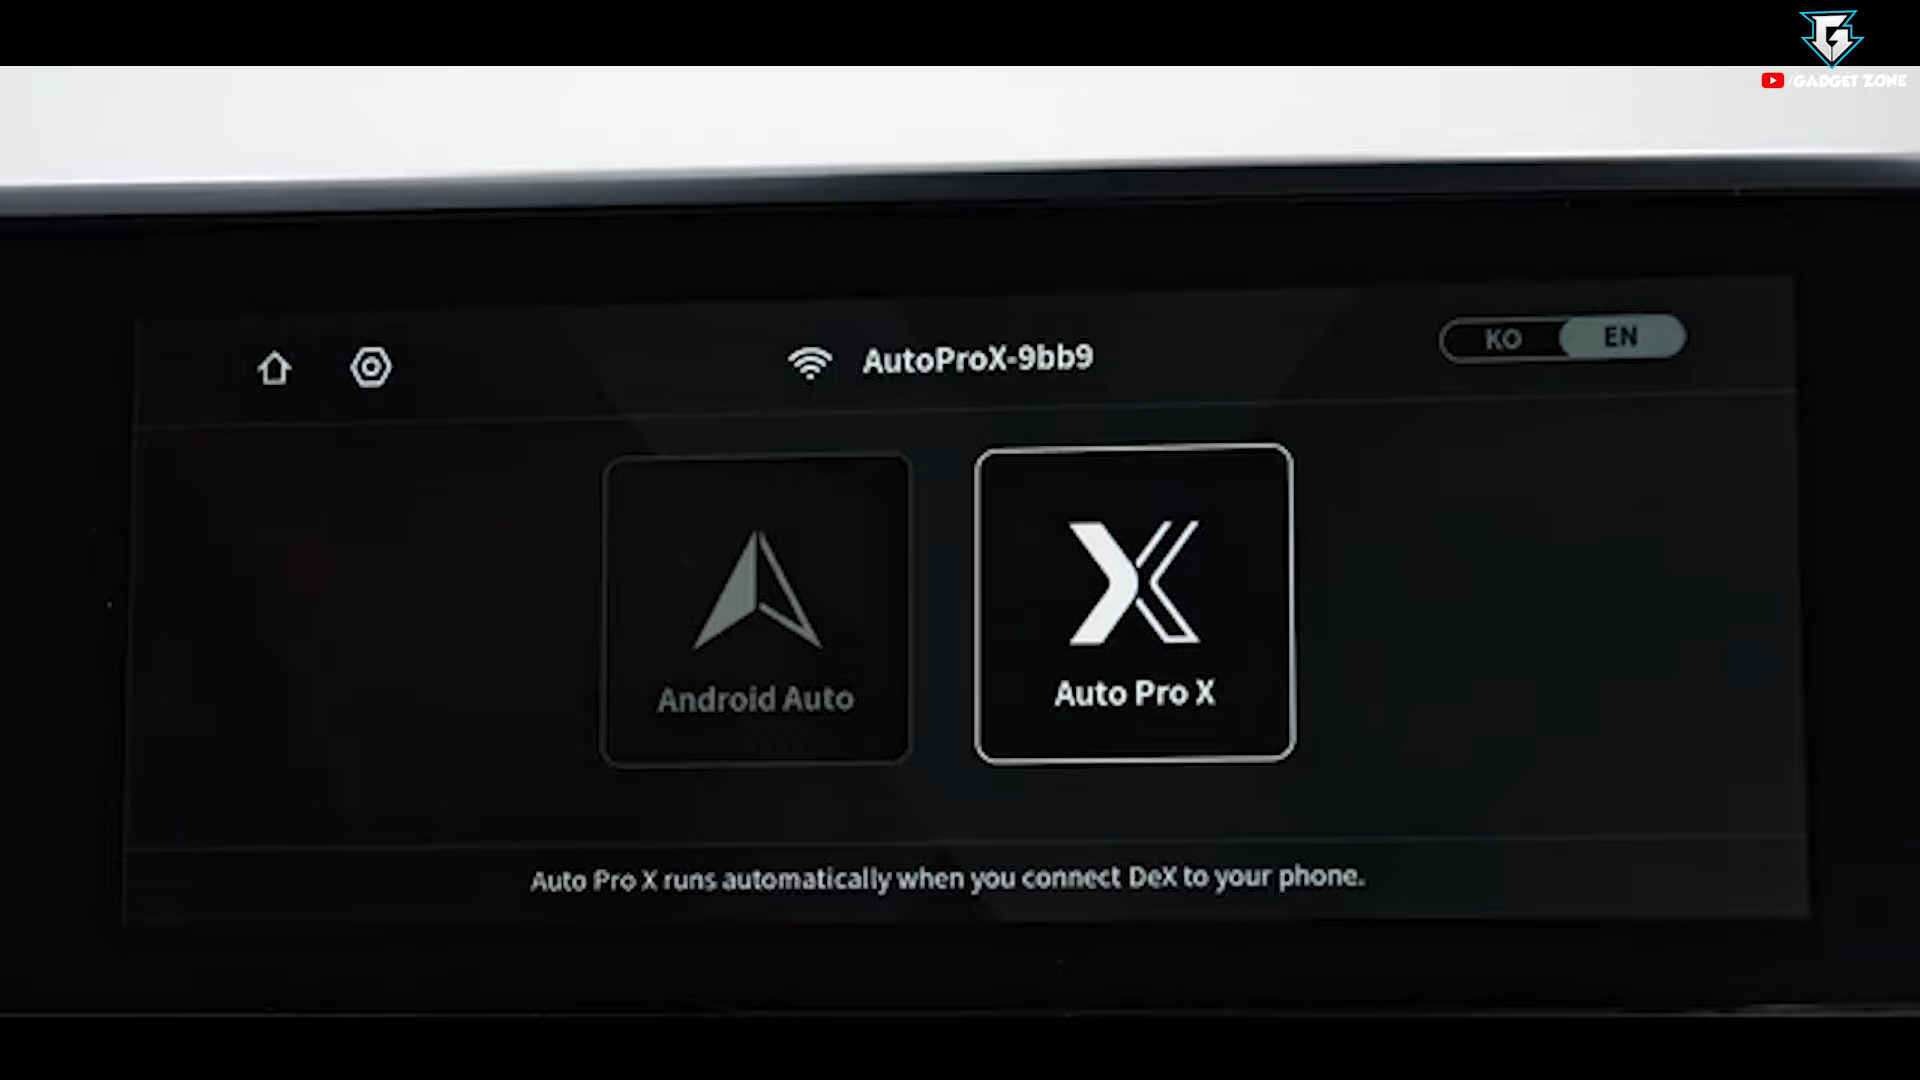 GADGET ZONE
AutoProX-9bb9
KO EN
Android Auto
Auto Pro X
Auto Pro X runs automatically when you connect DeX to your phone.